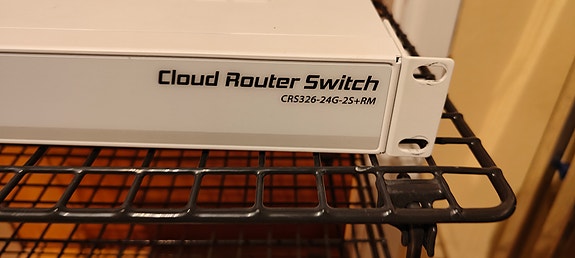 Cloud Router Switch
CRS326-24G-2S+RM